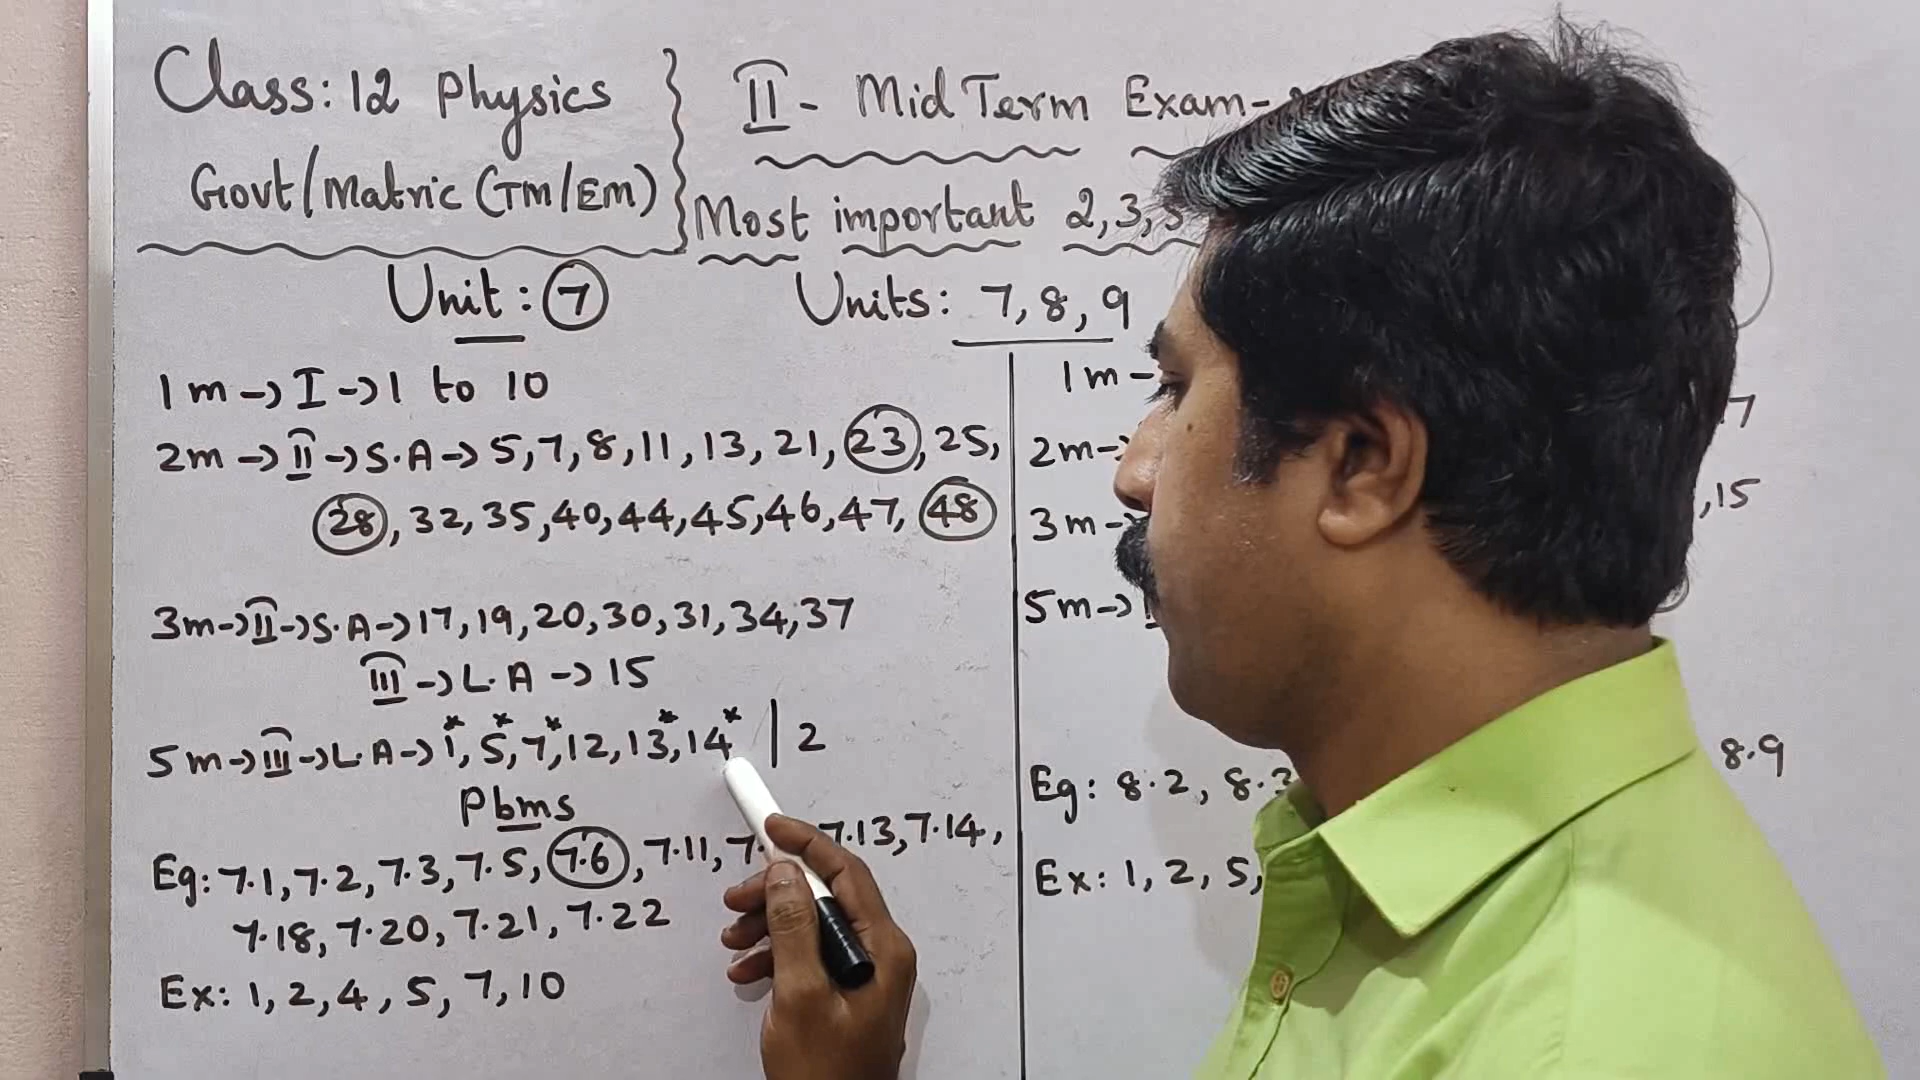 Class: 12 Physics
Govt/Matric (TM/EM)
II - Mid Term Exam-
Most important 2, 3, 5
Unit: 7
Units: 7, 8, 9
1m → I → 1 to 10
2m → II → S.A → 5, 7, 8, 11, 13, 21, 23, 25,
28, 32, 35, 40, 44, 45, 46, 47, 48
3m → II → S.A → 17, 19, 20, 30, 31, 34, 37
III → L.A → 15
5m → III → L.A → 1*, 5*, 7*, 12, 13*, 14* | 2
Pbms
Eg: 7.1, 7.2, 7.3, 7.5, 7.6, 7.11, 7.13, 7.14,
7.18, 7.20, 7.21, 7.22
Ex: 1, 2, 4, 5, 7, 10
1m -
7
2m →
3m -
, 15
5m →
Eg: 8.2, 8.3
8.9
Ex: 1, 2, 5,